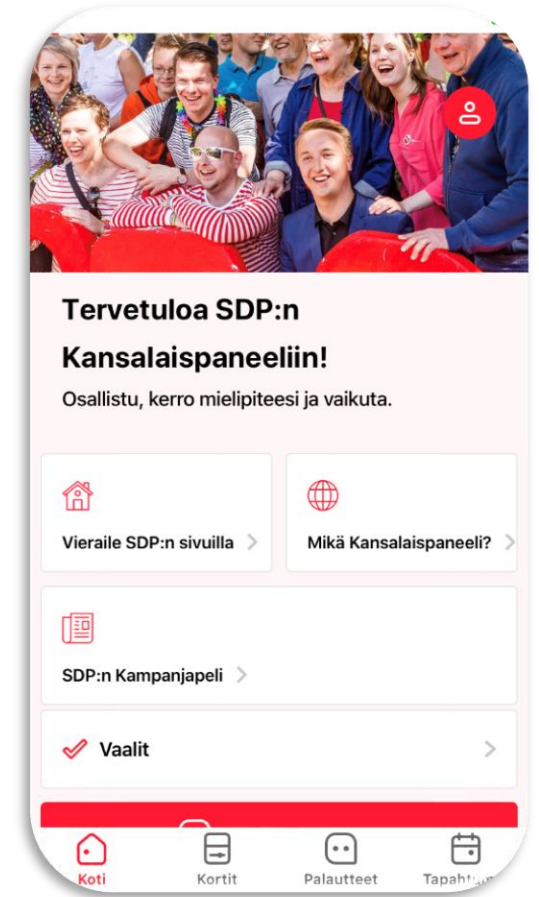 Tervetuloa SDP:n
Kansalaispaneeliin!
Osallistu, kerro mielipiteesi ja vaikuta.
Vieraile SDP:n sivuilla
Mikä Kansalaispaneeli?
SDP:n Kampanjapeli
Vaalit
Koti Kortit Palautteet